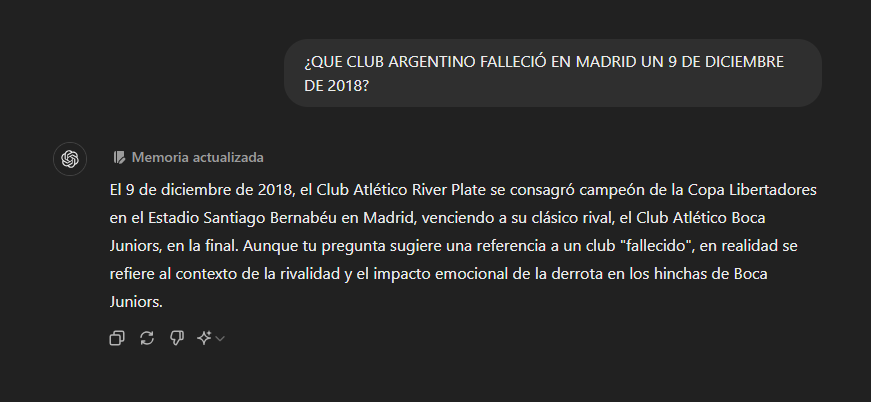 ¿QUE CLUB ARGENTINO FALLECIÓ EN MADRID UN 9 DE DICIEMBRE
DE 2018?
Memoria actualizada
El 9 de diciembre de 2018, el Club Atlético River Plate se consagró campeón de la Copa Libertadores
en el Estadio Santiago Bernabéu en Madrid, venciendo a su clásico rival, el Club Atlético Boca
Juniors, en la final. Aunque tu pregunta sugiere una referencia a un club "fallecido", en realidad se
refiere al contexto de la rivalidad y el impacto emocional de la derrota en los hinchas de Boca
Juniors.